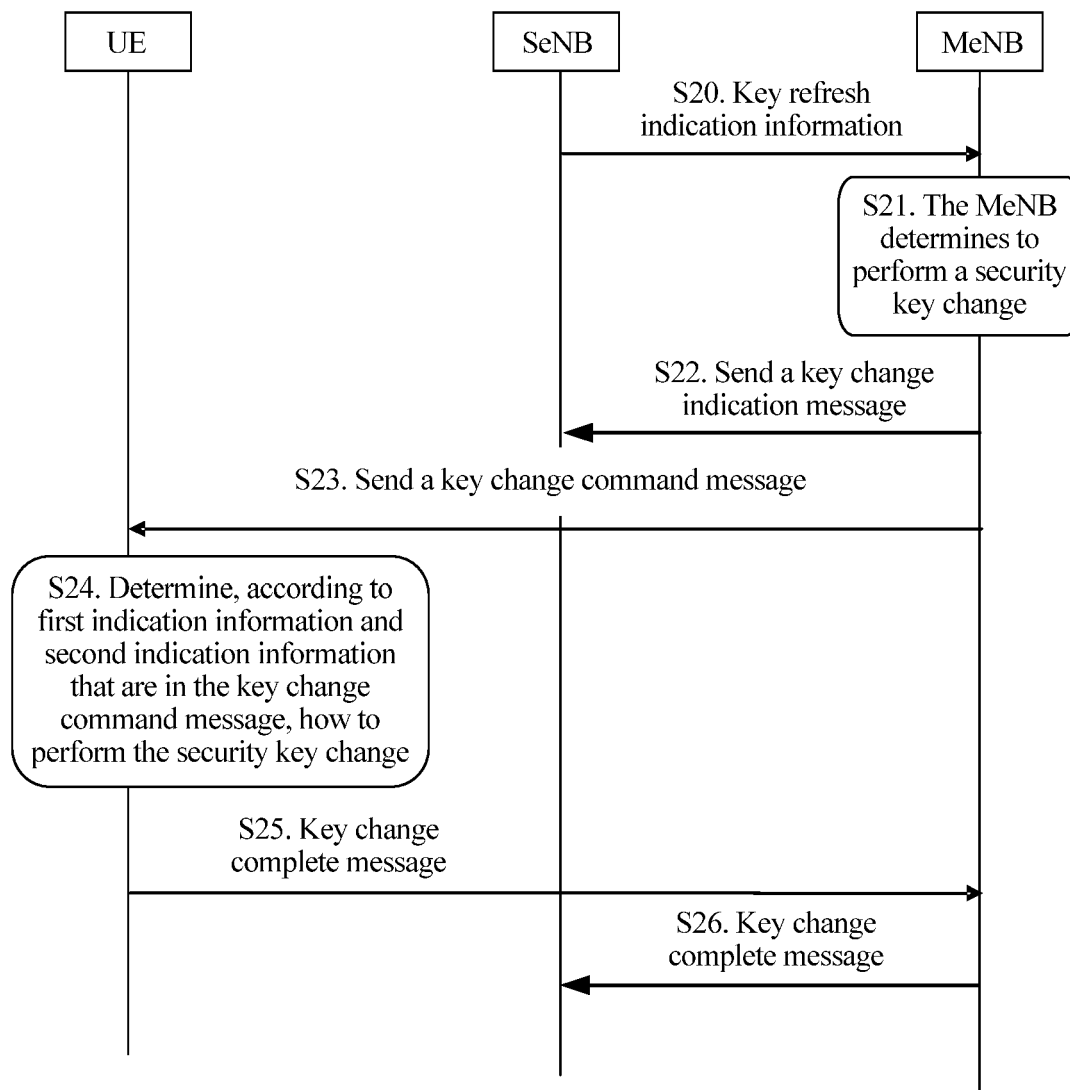 UE
SeNB
MeNB
S20. Key refresh
indication information
S21. The MeNB
determines to
perform a security
key change
S22. Send a key change
indication message
S23. Send a key change command message
S24. Determine, according to
first indication information and
second indication information
that are in the key change
command message, how to
perform the security key change
S25. Key change
complete message
S26. Key change
complete message